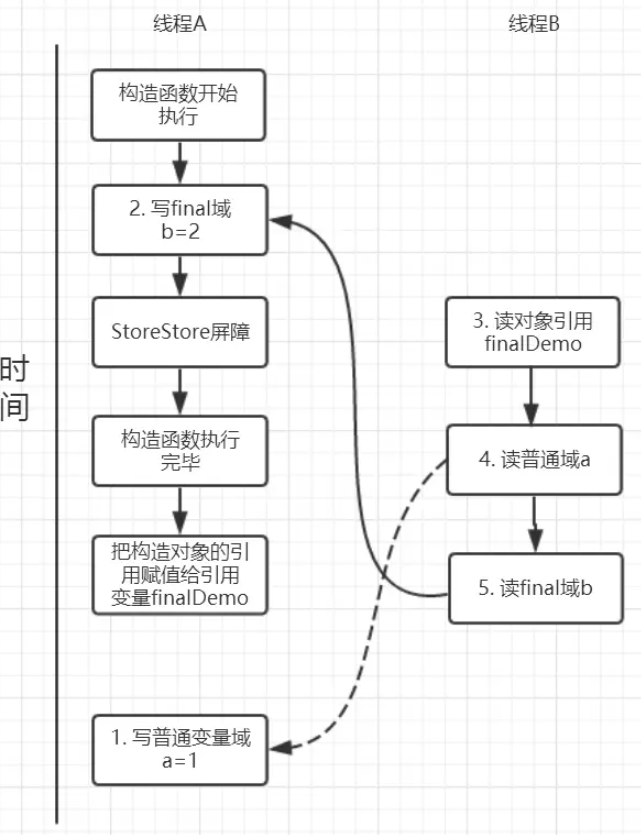 线程A
线程B
构造函数开始
执行
2. 写final域
b=2
StoreStore屏障
3. 读对象引用
finalDemo
时
间
构造函数执行
完毕
4. 读普通域a
把构造对象的引
用赋值给引用
变量finalDemo
5. 读final域b
1. 写普通变量域
a=1